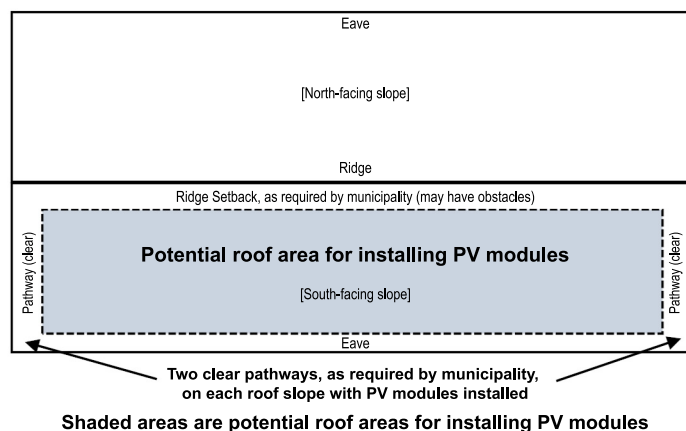 Eave
[North-facing slope]
Ridge
Ridge Setback, as required by municipality (may have obstacles)
Pathway (clear)
Potential roof area for installing PV modules
[South-facing slope]
Pathway (clear)
Eave
Two clear pathways, as required by municipality,
on each roof slope with PV modules installed
Shaded areas are potential roof areas for installing PV modules